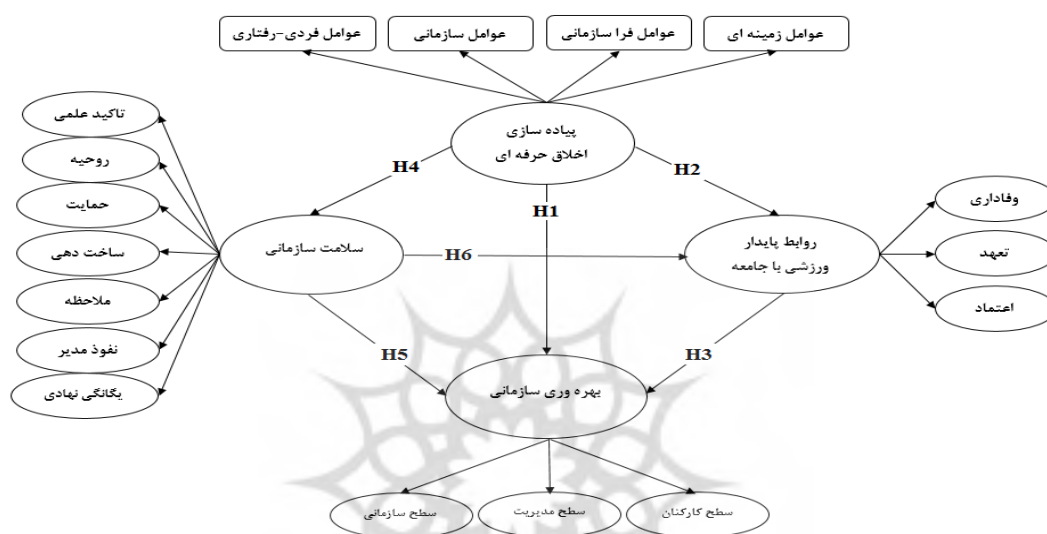 عوامل زمینه ای
عوامل فرا سازمانی
عوامل سازمانی
عوامل فردی-رفتاری
پیاده سازی
اخلاق حرفه ای
H4
H2
H1
تاکید علمی
روحیه
حمایت
ساخت دهی
ملاحظه
نفوذ مدیر
یگانگی نهادی
سلامت سازمانی
H6
روابط پایدار
ورزشی با جامعه
وفاداری
تعهد
اعتماد
H5
H3
بهره وری سازمانی
سطح کارکنان
سطح مدیریت
سطح سازمانی